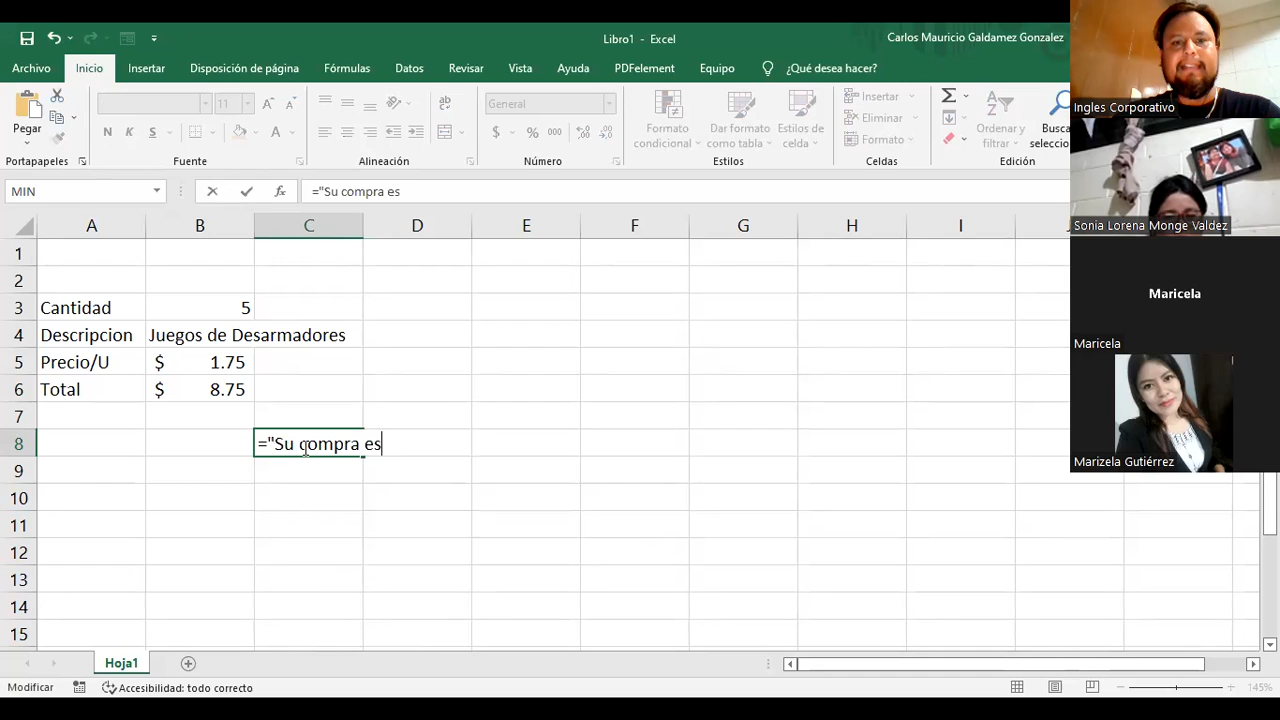 Libro1 - Excel
Carlos Mauricio Galdamez Gonzalez
Archivo Inicio Insertar Disposición de página Fórmulas Datos Revisar Vista Ayuda PDFelement Equipo ¿Qué desea hacer?
Pegar
N K S
11
General
$ % 000
Formato condicional
Dar formato como tabla
Estilos de celda
Insertar
Eliminar
Formato
Ordenar y filtrar
Portapapeles Fuente Alineación Número Estilos Celdas Edición
MIN
fx
="Su compra es
A B C D E F G H I
1
2
3 Cantidad 5
4 Descripcion Juegos de Desarmadores
5 Precio/U $ 1.75
6 Total $ 8.75
7
8 ="Su compra es
9
10
11
12
13
14
15
Hoja1
Modificar Accesibilidad: todo correcto 145%
Ingles Corporativo
Sonia Lorena Monge Valdez
Maricela
Maricela
Marizela Gutiérrez